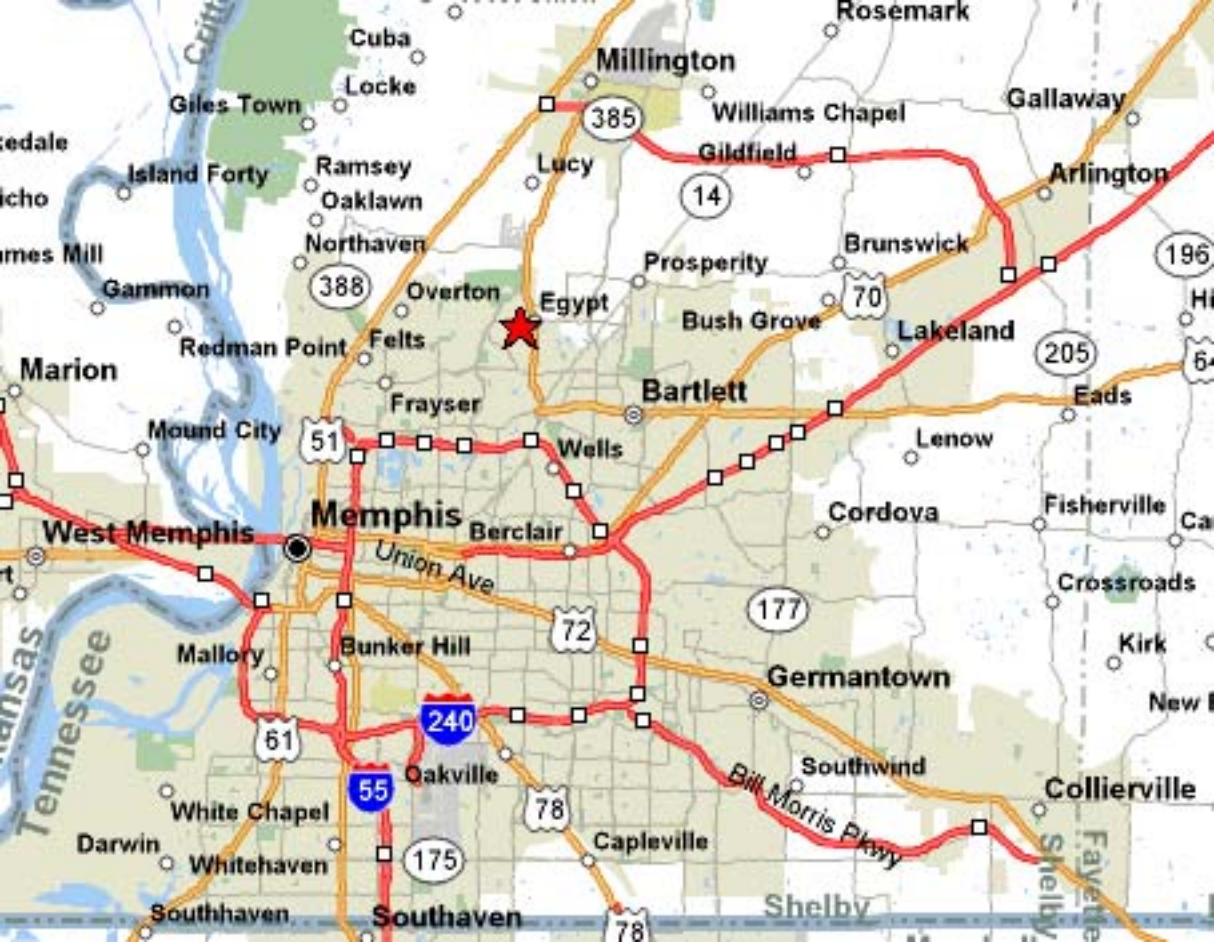 Rosemark
Cuba
Millington
Locke
Giles Town
385
Williams Chapel
Gallaway
Ramsey
Lucy
Gildfield
Island Forty
Arlington
14
Oaklawn
Northaven
Brunswick
196
Prosperity
388
Overton
Egypt
70
Gammon
Bush Grove
Lakeland
Redman Point
Felts
205
Marion
Bartlett
Eads
Frayser
Mound City
51
Wells
Lenow
Memphis
West Memphis
Berclair
Cordova
Fisherville
Union Ave
Crossroads
177
72
Mallory
Bunker Hill
Kirk
Germantown
240
61
Tennessee
55
Oakville
Southwind
Bill Morris Pkwy
Collierville
White Chapel
78
Darwin
Whitehaven
175
Capleville
Shelby
Fayette
Southhaven
Southaven
Shelby
78